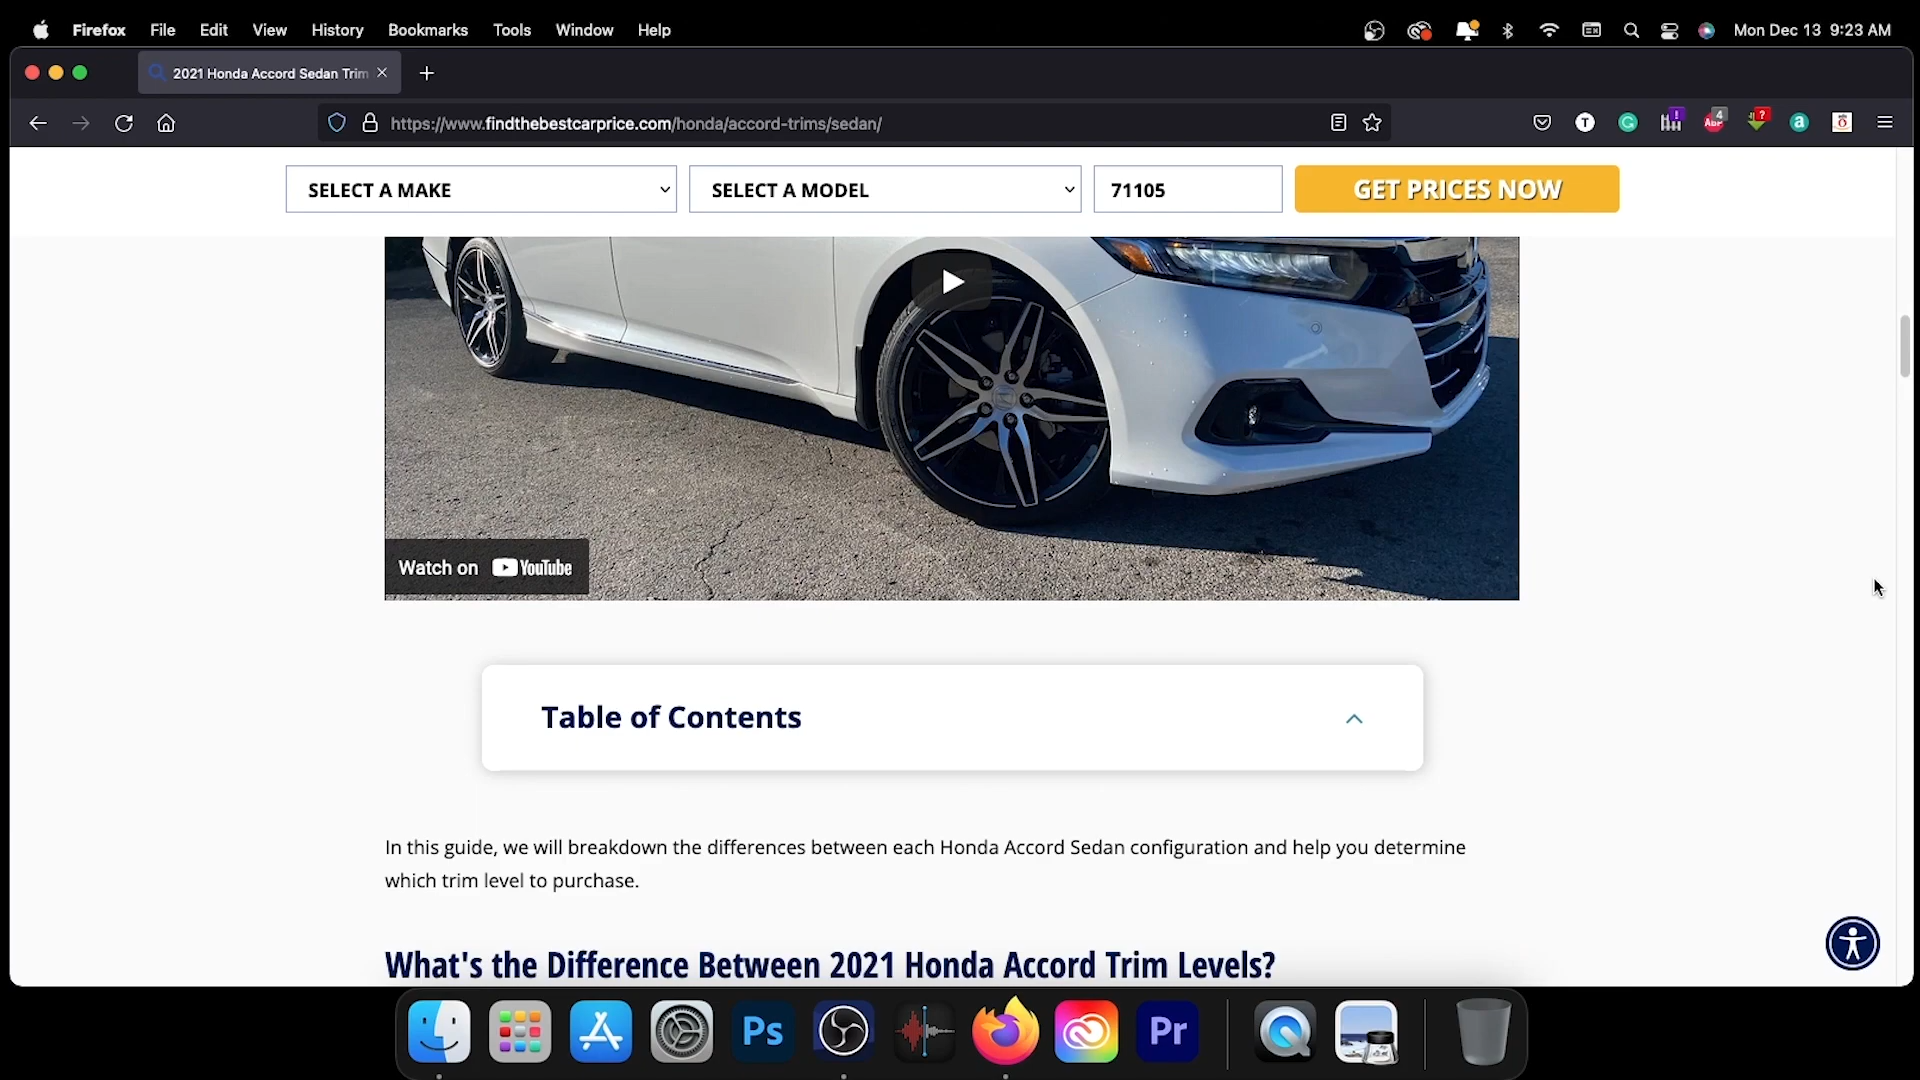 Firefox File Edit View History Bookmarks Tools Window Help Mon Dec 13 9:23 AM
2021 Honda Accord Sedan Trim
https://www.findthebestcarprice.com/honda/accord-trims/sedan/
T
4
ABP
?
a
SELECT A MAKE SELECT A MODEL 71105 GET PRICES NOW
Watch on YouTube
Table of Contents
In this guide, we will breakdown the differences between each Honda Accord Sedan configuration and help you determine
which trim level to purchase.
What's the Difference Between 2021 Honda Accord Trim Levels?
Ps
Pr